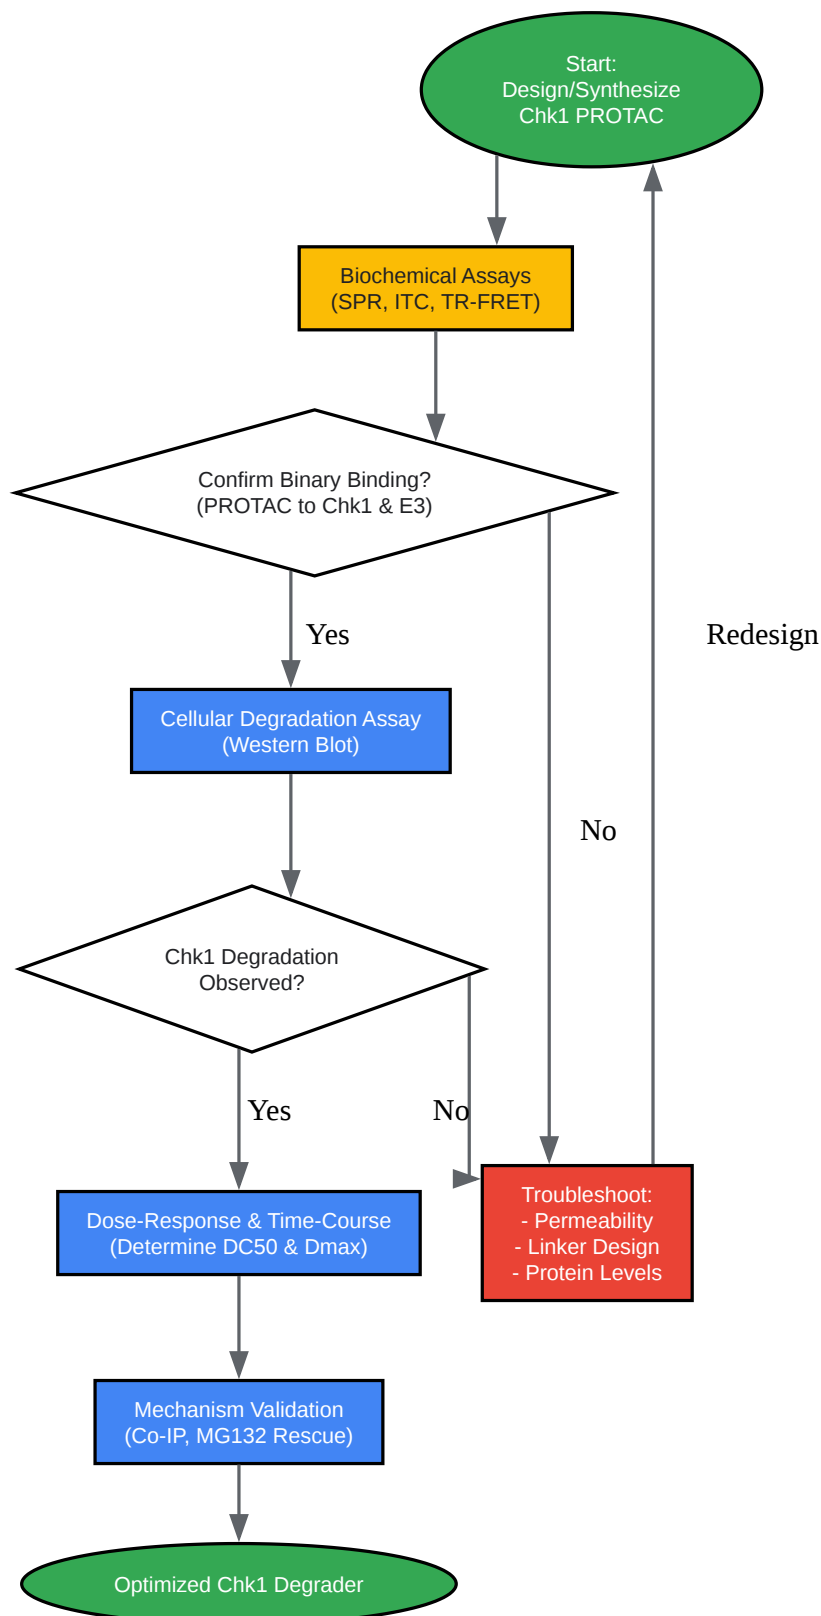 Start:
Design/Synthesize
Chk1 PROTAC
Biochemical Assays
(SPR, ITC, TR-FRET)
Confirm Binary Binding?
(PROTAC to Chk1 & E3)
Yes
Redesign
Cellular Degradation Assay
(Western Blot)
No
Chk1 Degradation
Observed?
Yes
No
Dose-Response & Time-Course
(Determine DC50 & Dmax)
Troubleshoot:
- Permeability
- Linker Design
- Protein Levels
Mechanism Validation
(Co-IP, MG132 Rescue)
Optimized Chk1 Degrader